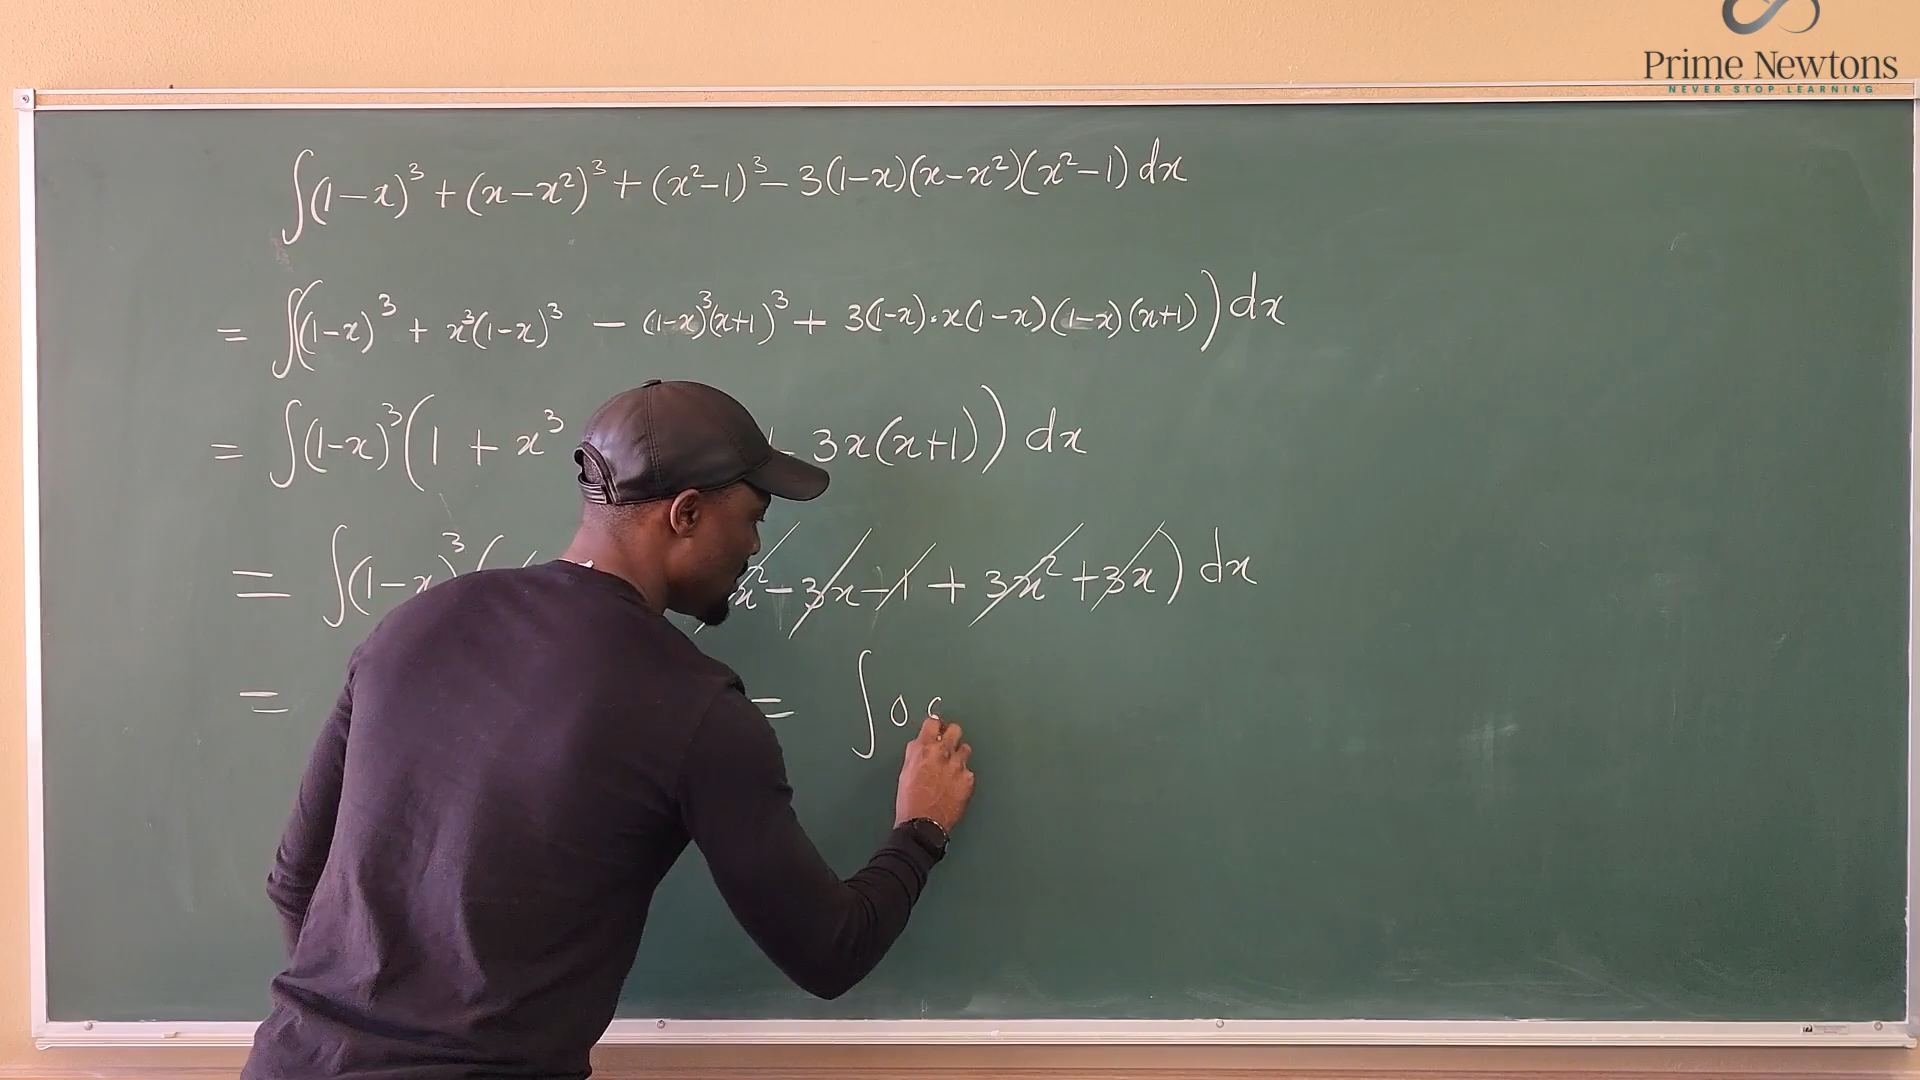 Prime Newtons
NEVER STOP LEARNING
∫(1-x)³ + (x-x²)³ + (x²-1)³ - 3(1-x)(x-x²)(x²-1) dx
= ∫((1-x)³ + x³(1-x)³ - (1-x)³(x+1)³ + 3(1-x)·x(1-x)(1-x)(x+1)) dx
= ∫(1-x)³(1 + x³ 3x(x+1)) dx
= ∫(1-x)³( x² - 3x - 1 + 3x² + 3x) dx
= = ∫0